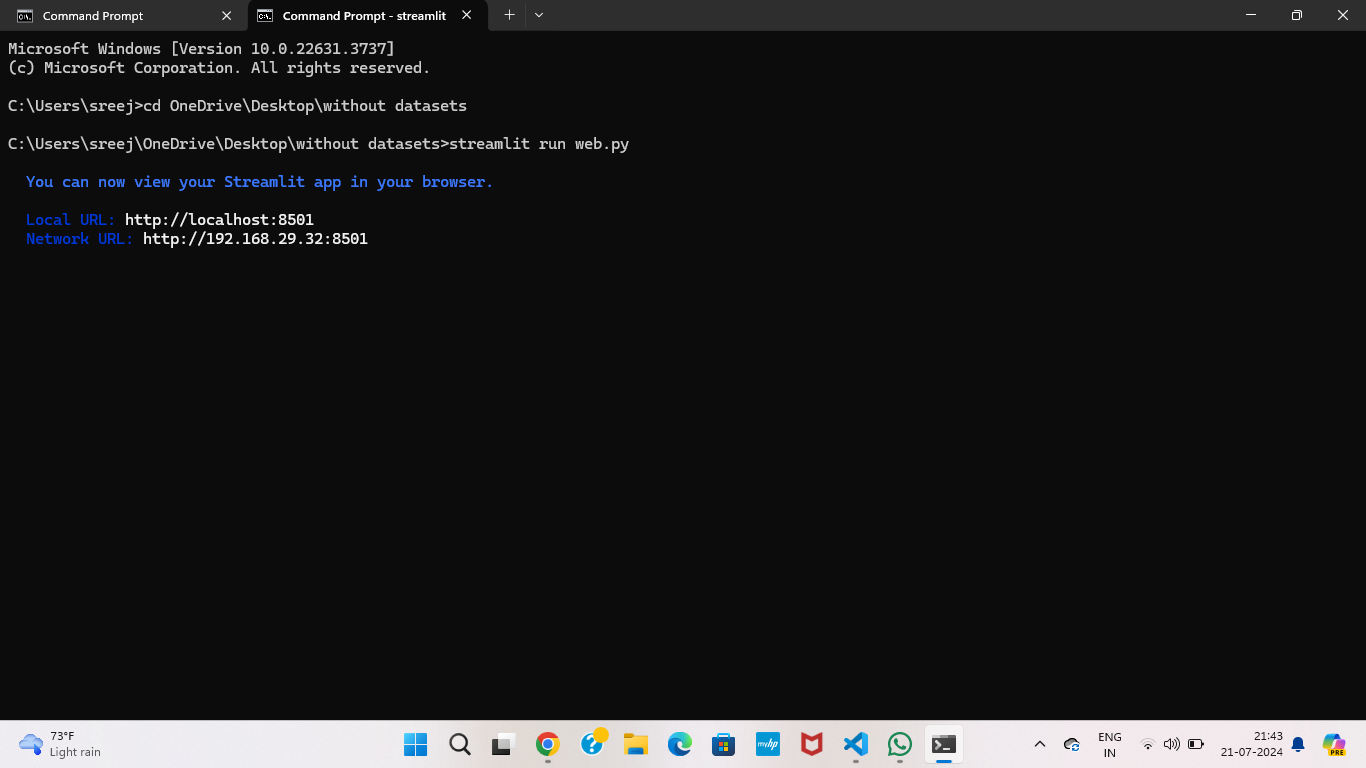 Command Prompt
Command Prompt - streamlit
Microsoft Windows [Version 10.0.22631.3737]
(c) Microsoft Corporation. All rights reserved.
C:\Users\sreej>cd OneDrive\Desktop\without datasets
C:\Users\sreej\OneDrive\Desktop\without datasets>streamlit run web.py
You can now view your Streamlit app in your browser.
Local URL: http://localhost:8501
Network URL: http://192.168.29.32:8501
73°F
Light rain
myhp
ENG
IN
21:43
21-07-2024
PRE